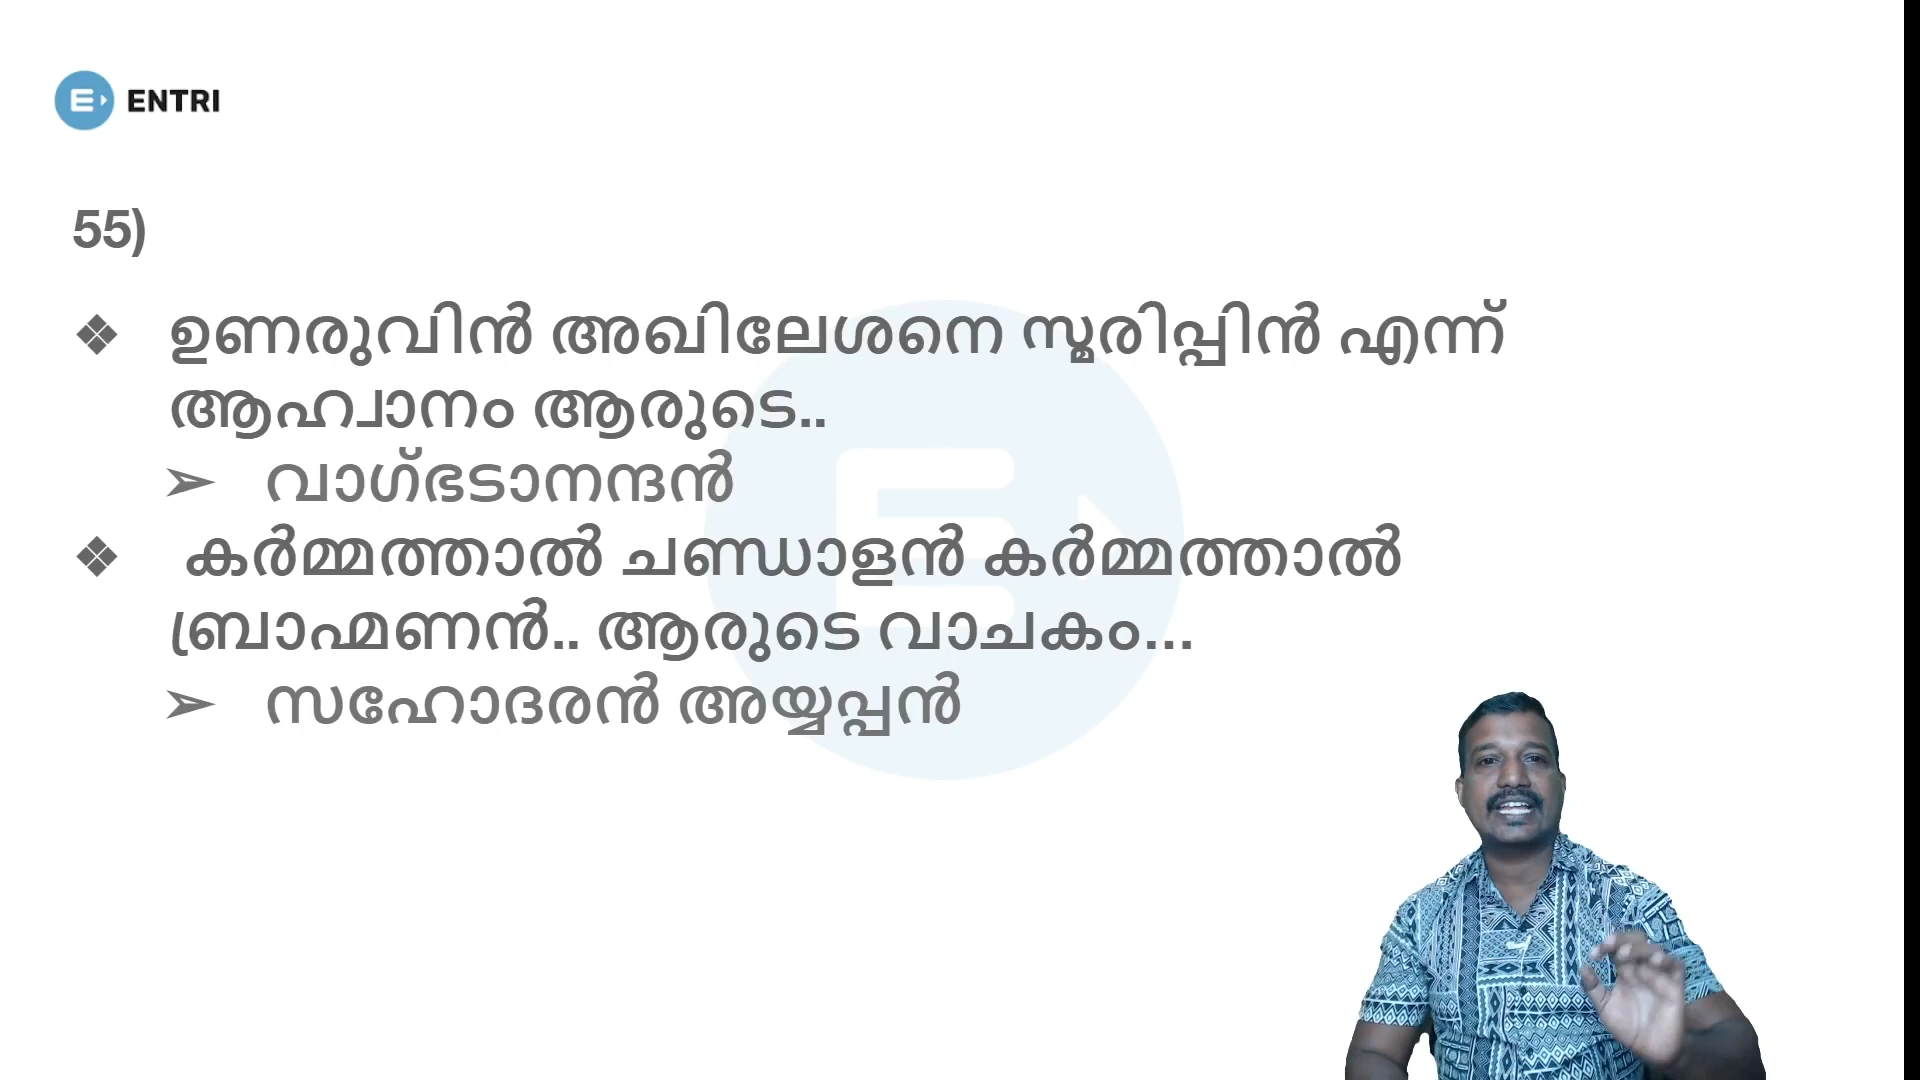 ENTRI
55)
❖ ഉണരുവിൻ അഖിലേശനെ സ്മരിപ്പിൻ എന്ന്
ആഹ്വാനം ആരുടെ..
➢ വാഗ്ഭടാനന്ദൻ
❖ കർമ്മത്താൽ ചണ്ഡാളൻ കർമ്മത്താൽ
ബ്രാഹ്മണൻ.. ആരുടെ വാചകം...
➢ സഹോദരൻ അയ്യപ്പൻ